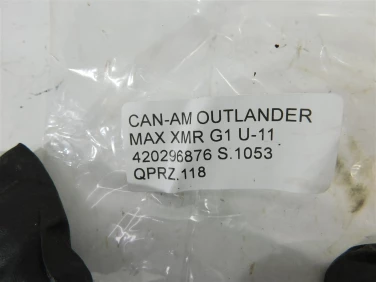 CAN-AM OUTLANDER
MAX XMR G1 U-11
420296876 S.1053
QPRZ.118